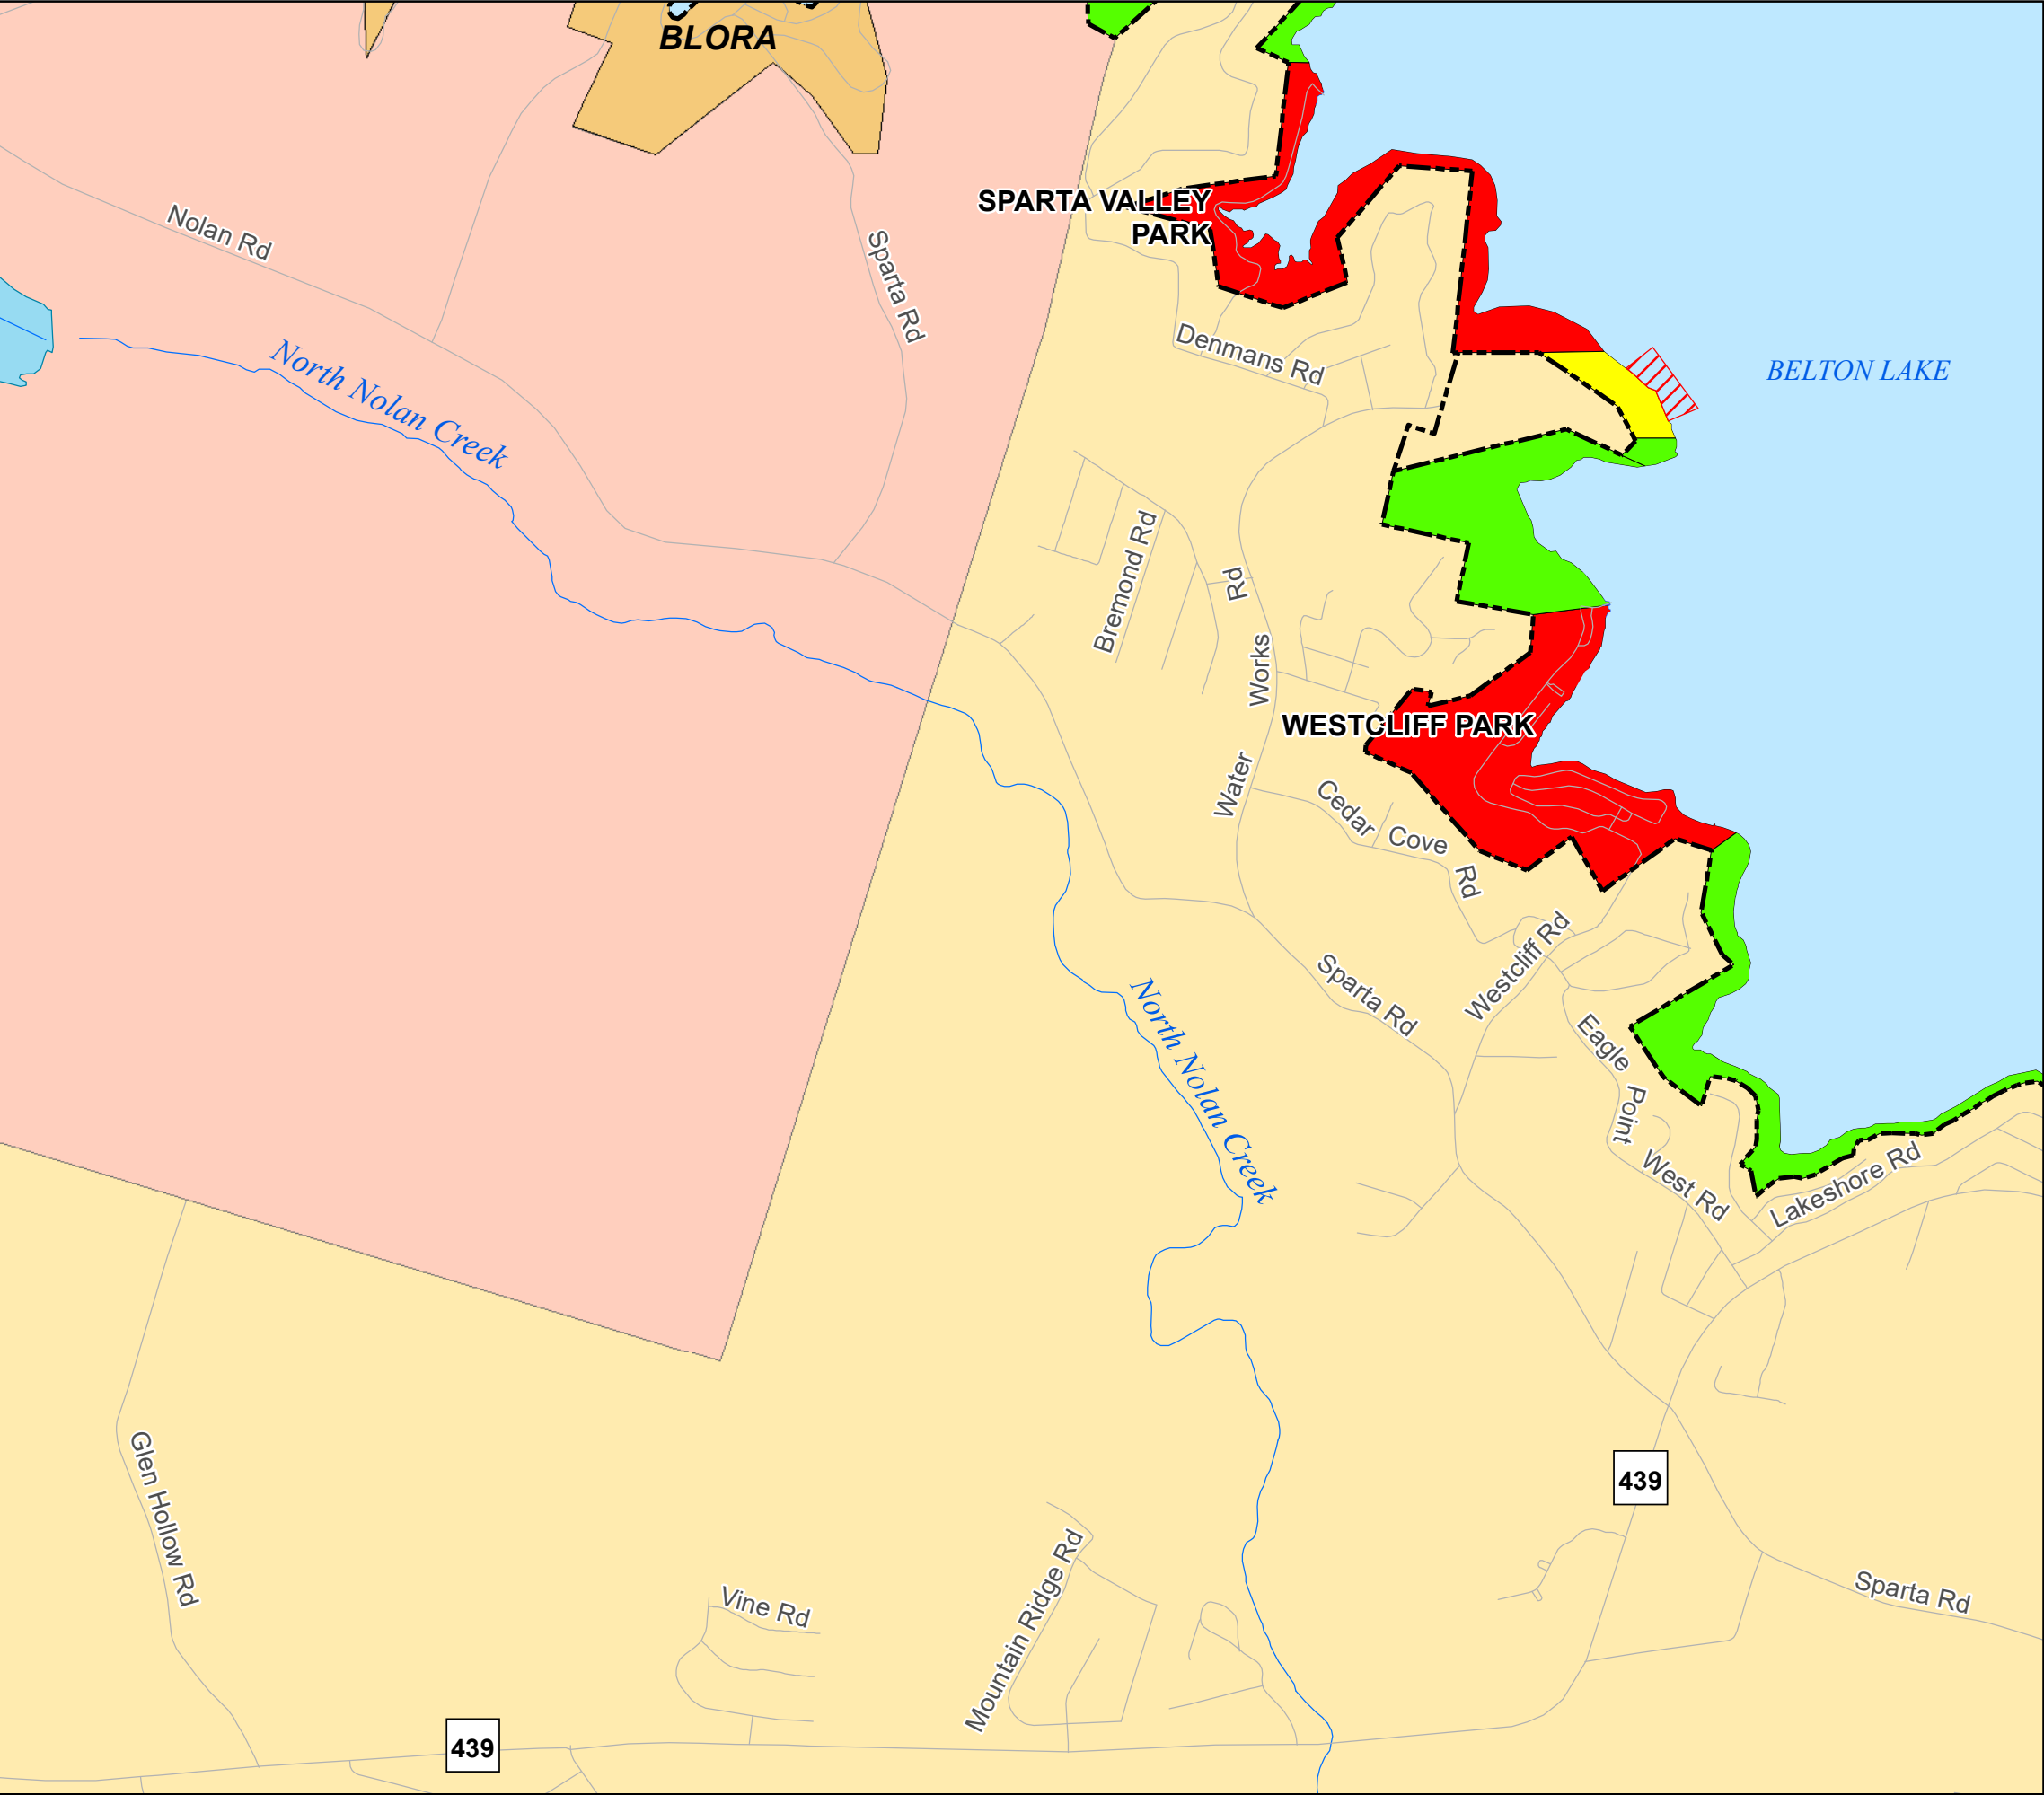 BLORA
SPARTA VALLEY
PARK
Nolan Rd
Sparta Rd
North Nolan Creek
Denmans Rd
BELTON LAKE
Bremond Rd
Water Works Rd
WESTCLIFF PARK
Cedar Cove Rd
Westcliff Rd
Sparta Rd
North Nolan Creek
Eagle Point West Rd
Lakeshore Rd
Glen Hollow Rd
439
Mountain Ridge Rd
Vine Rd
Sparta Rd
439